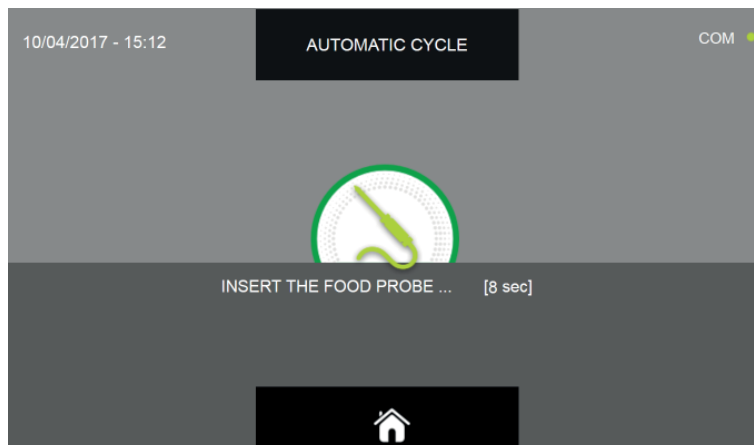 10/04/2017 - 15:12
AUTOMATIC CYCLE
COM
INSERT THE FOOD PROBE ... [8 sec]